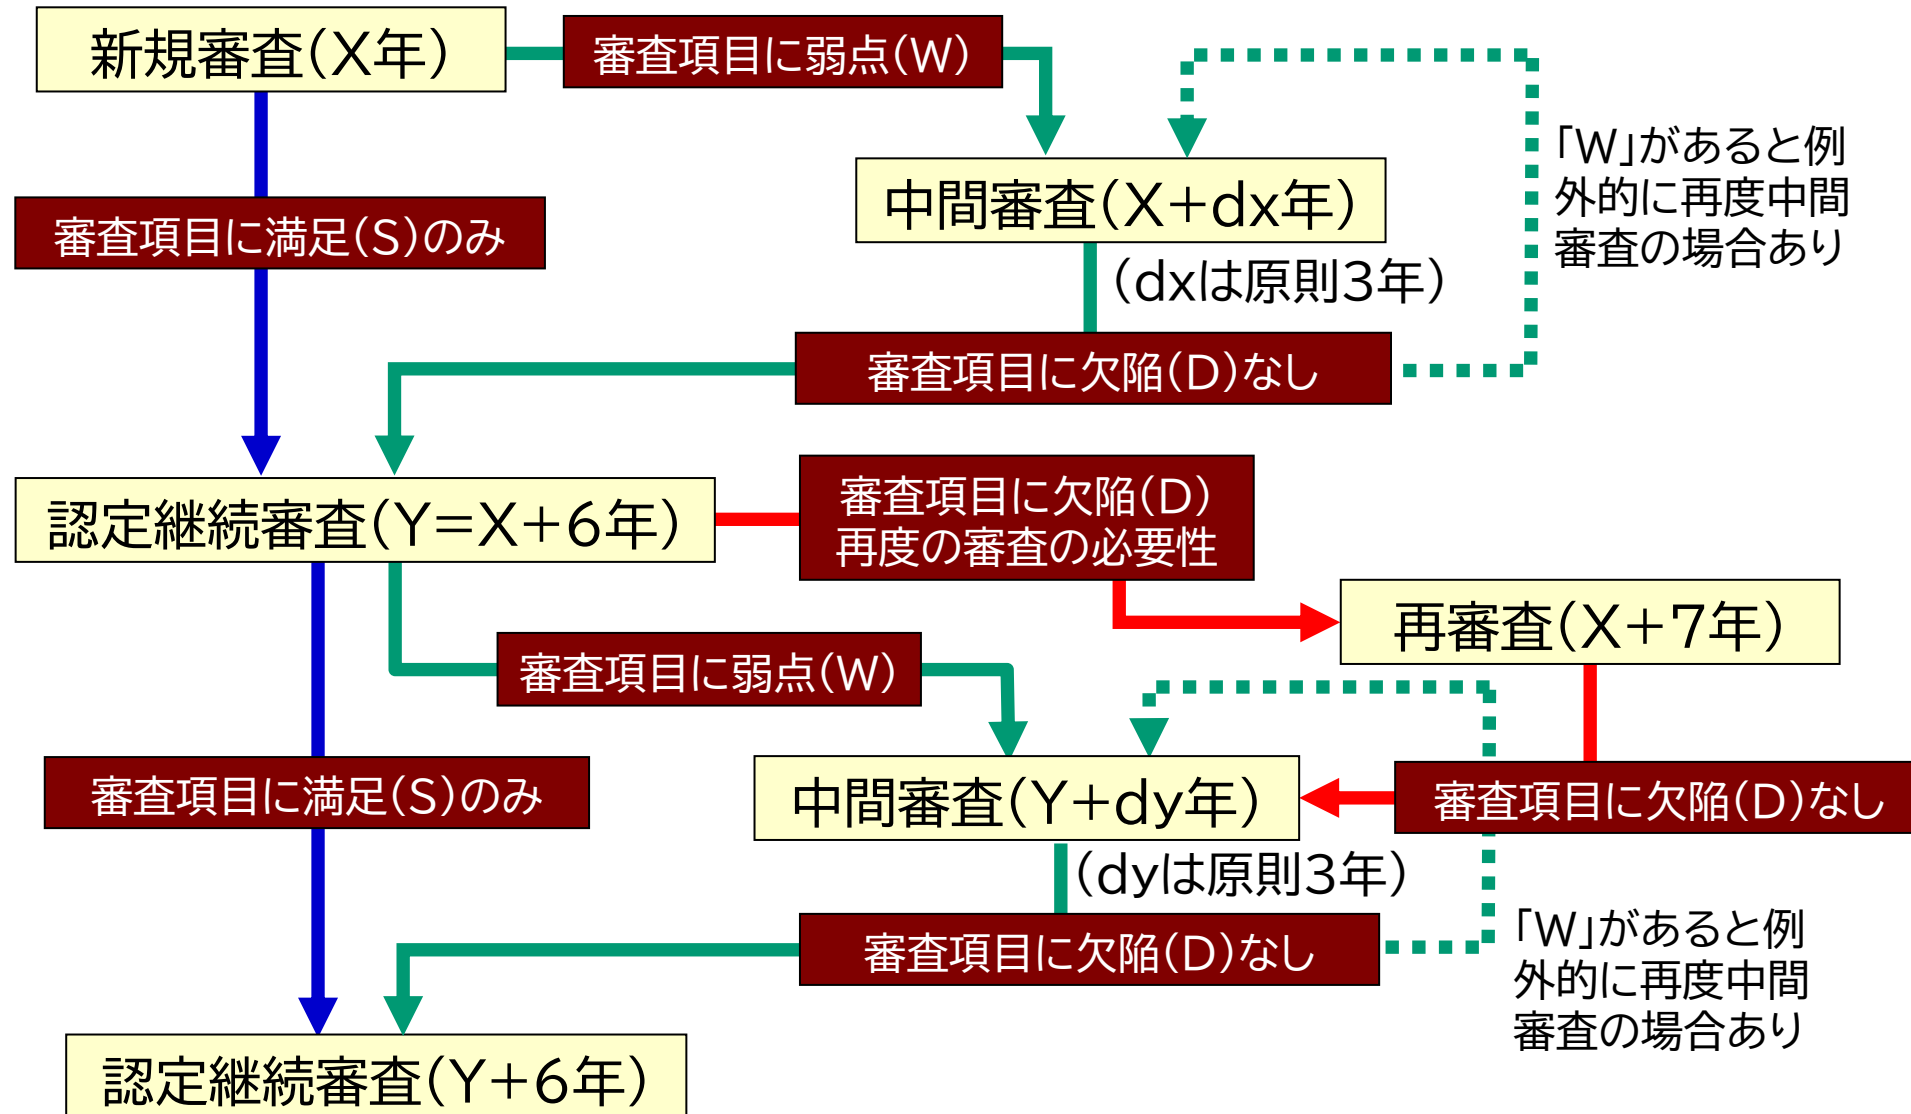 新規審査(X年)
審査項目に弱点(W)
「W」があると例
外的に再度中間
審査の場合あり
中間審査(X+dx年)
審査項目に満足(S)のみ
(dxは原則3年)
審査項目に欠陥(D)なし
認定継続審査(Y=X+6年)
審査項目に欠陥(D)
再度の審査の必要性
再審査(X+7年)
審査項目に弱点(W)
審査項目に満足(S)のみ
中間審査(Y+dy年)
審査項目に欠陥(D)なし
(dyは原則3年)
審査項目に欠陥(D)なし
「W」があると例
外的に再度中間
審査の場合あり
認定継続審査(Y+6年)